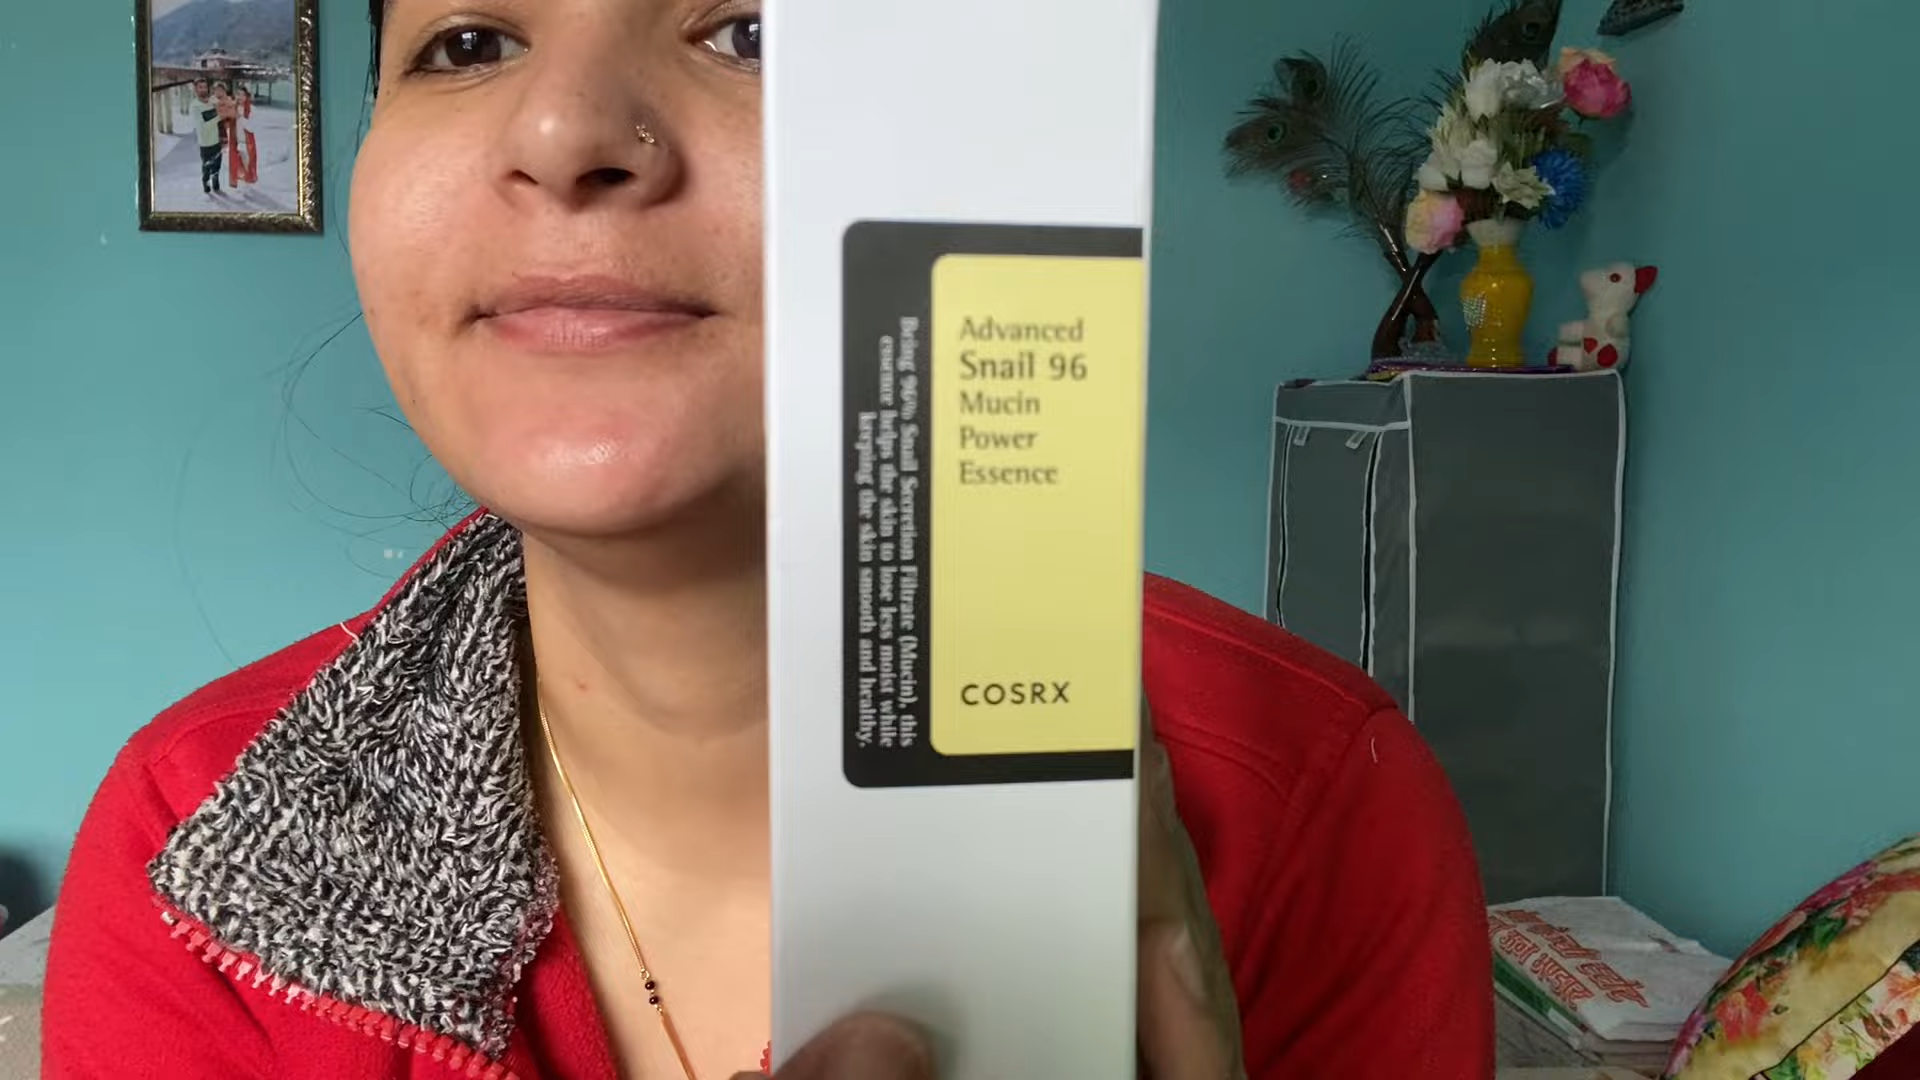 Advanced
Snail 96
Mucin
Power
Essence
COSRX
Being 96% Snail Secretion Filtrate (Mucin), this
essence helps the skin to lose less moist while
keeping the skin smooth and healthy.